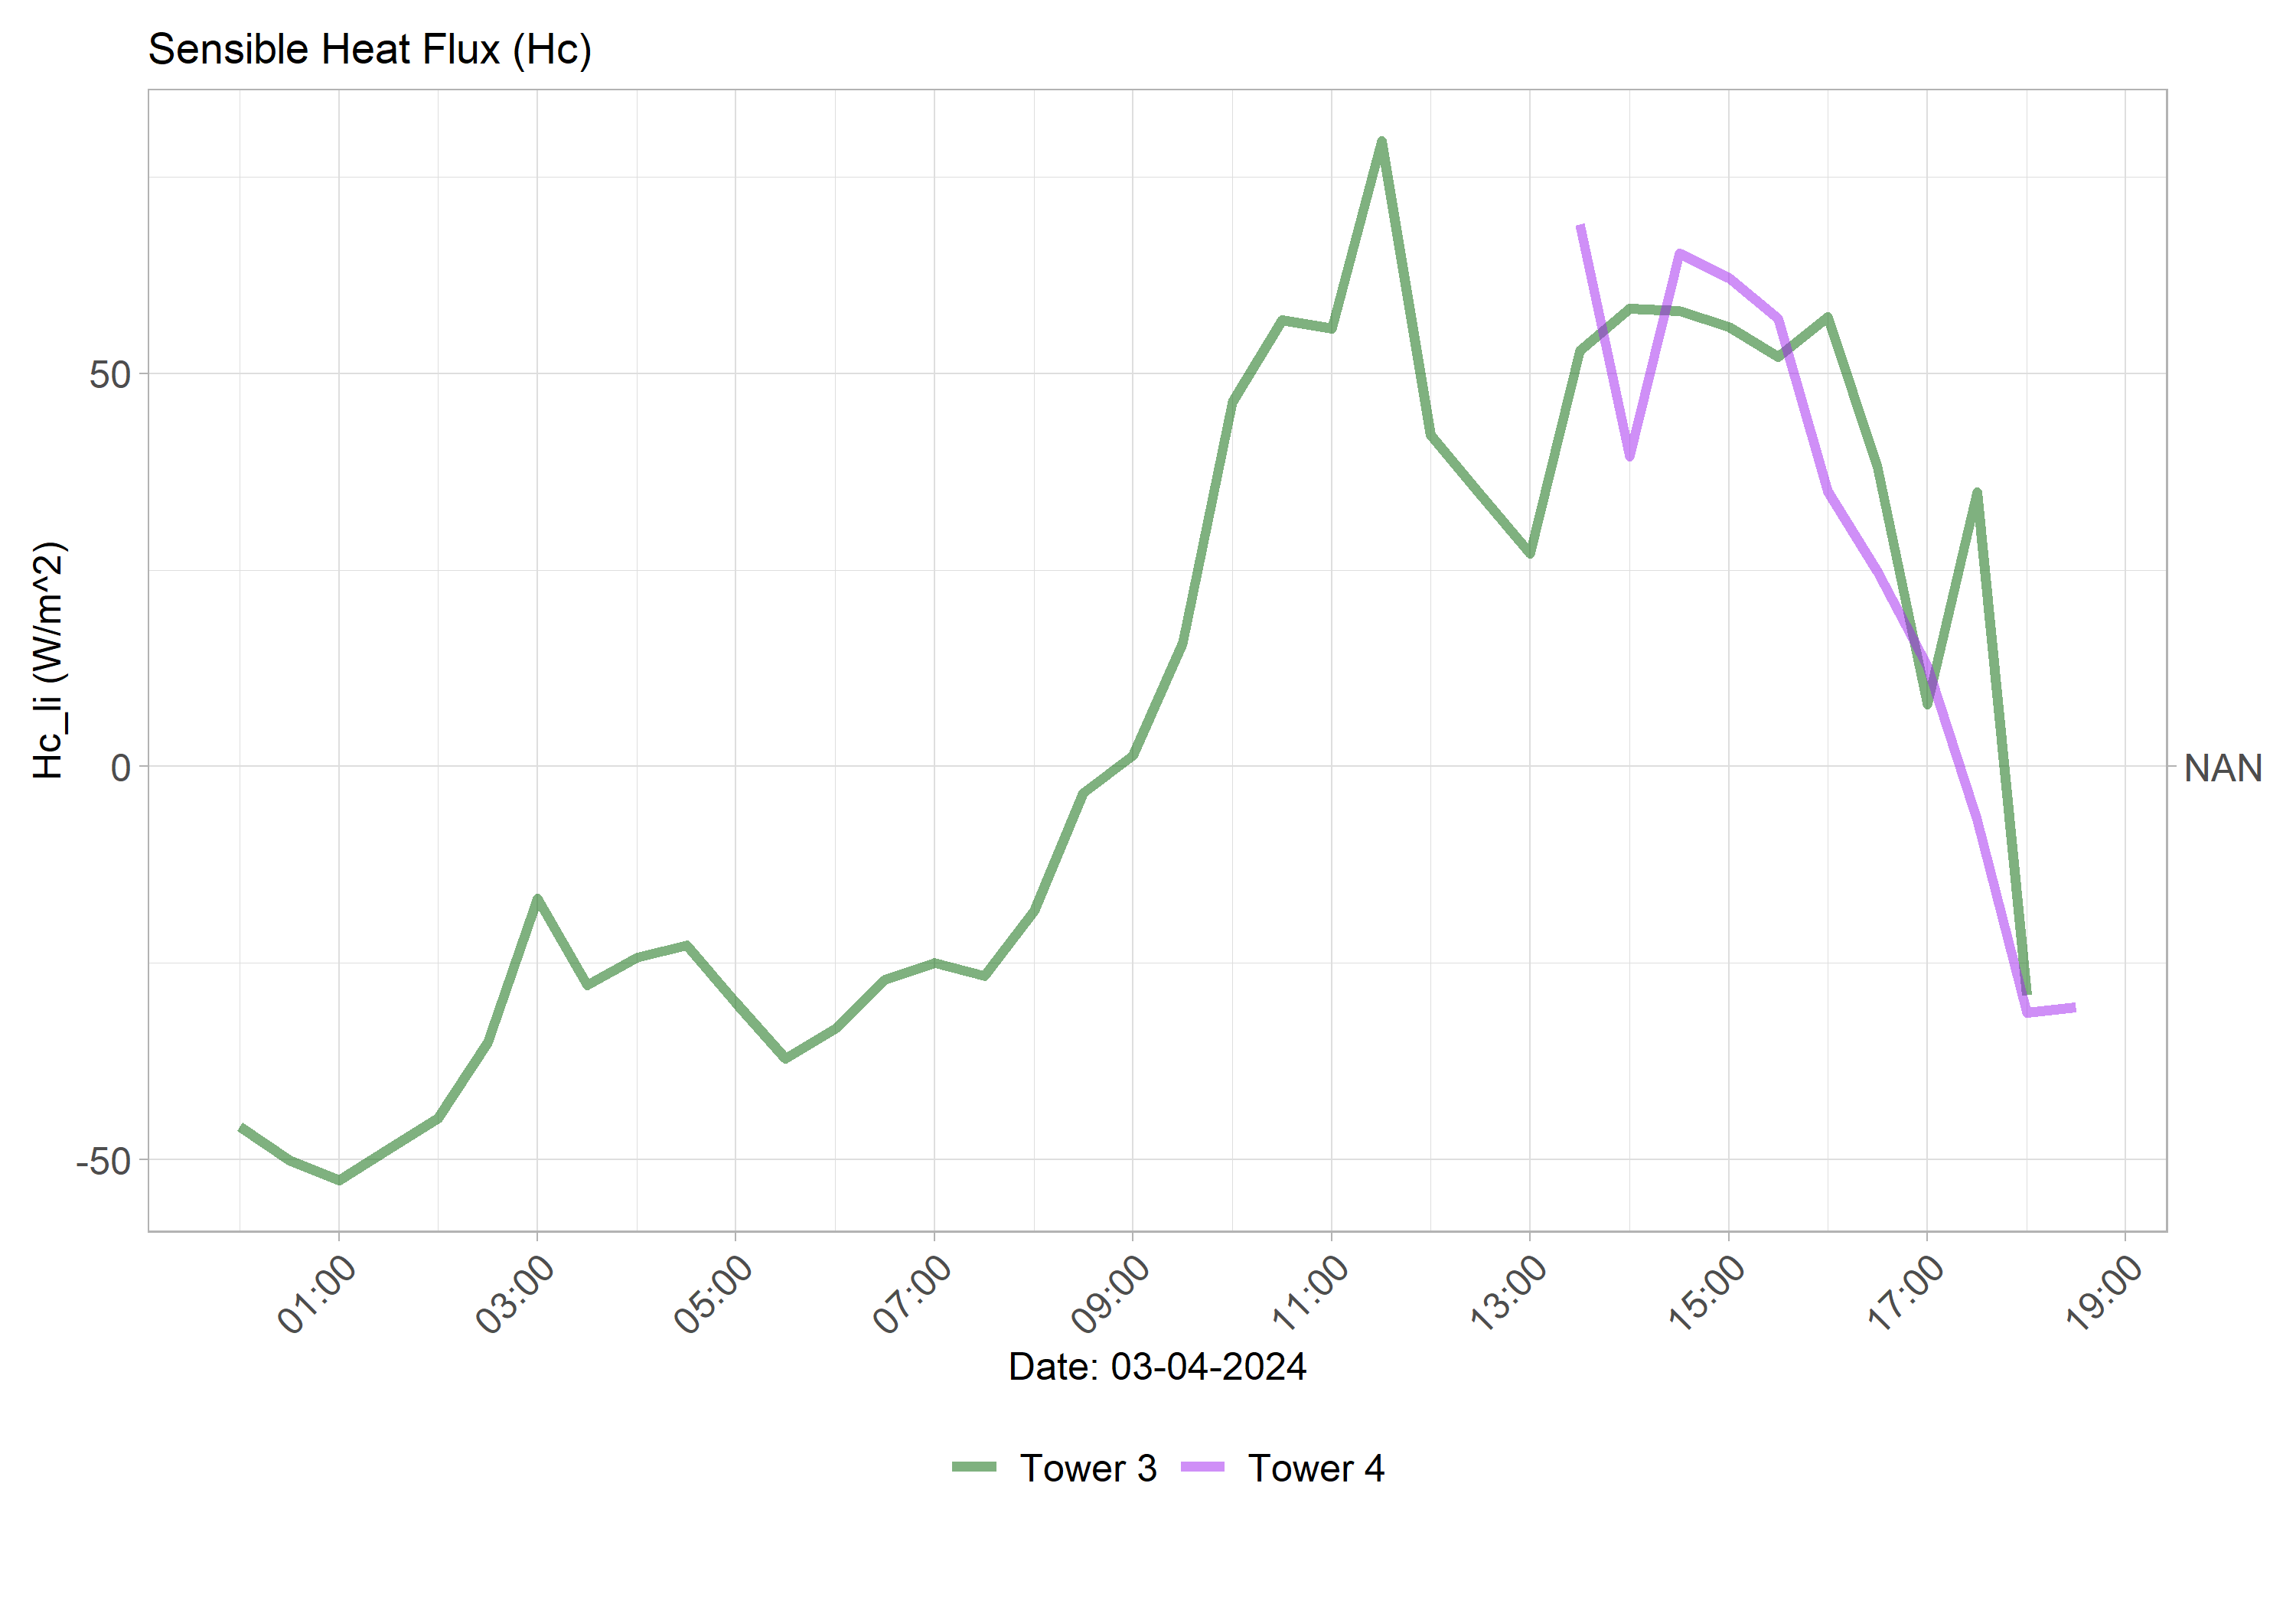 Sensible Heat Flux (Hc)
Hc_li (W/m^2)
50
0
-50
NAN
01:00 03:00 05:00 07:00 09:00 11:00 13:00 15:00 17:00 19:00
Date: 03-04-2024
Tower 3 Tower 4